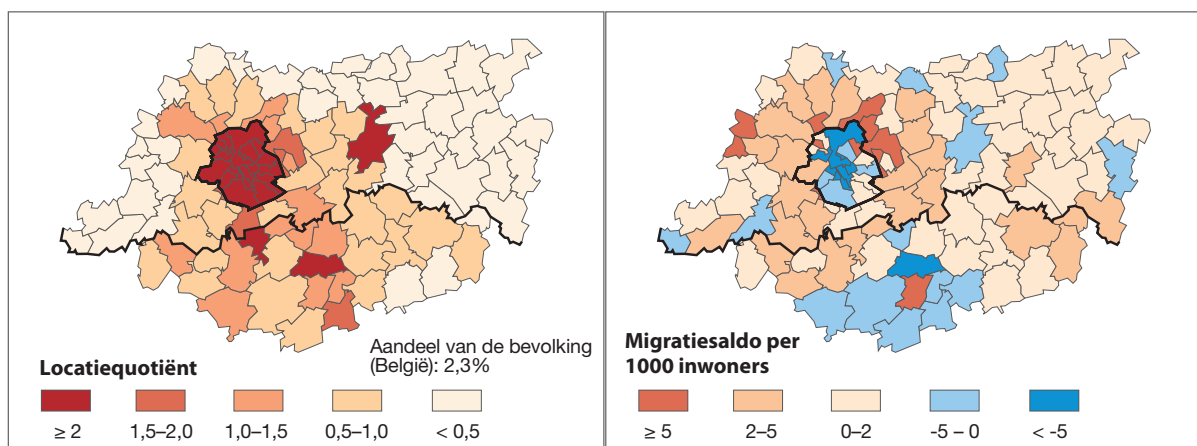 Aandeel van de bevolking
(België): 2,3%
Locatiequotiënt
≥ 2 1,5–2,0 1,0–1,5 0,5–1,0 < 0,5
Migratiesaldo per
1000 inwoners
≥ 5 2–5 0–2 -5 – 0 < -5